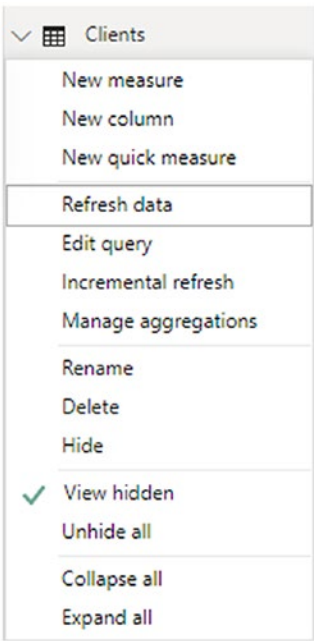 Clients
New measure
New column
New quick measure
Refresh data
Edit query
Incremental refresh
Manage aggregations
Rename
Delete
Hide
View hidden
Unhide all
Collapse all
Expand all